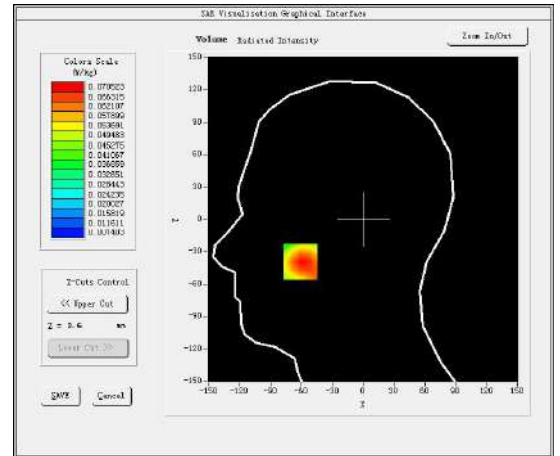 SAR Visualisation Graphical Interface
Volume Radiated Intensity
Zoom In/Out
Colors Scale
(W/Kg)
0.070523
0.066315
0.062107
0.057899
0.053691
0.049483
0.045275
0.041067
0.036859
0.032651
0.028443
0.024235
0.020027
0.015819
0.011611
0.007403
150
120
90
60
30
0
-30
-60
-90
-120
-150
-150 -120 -90 -60 -30 0 30 60 90 120 150
X
Z-Cuts Control
<< Upper Cut
Lower Cut >>
SAVE
Cancel